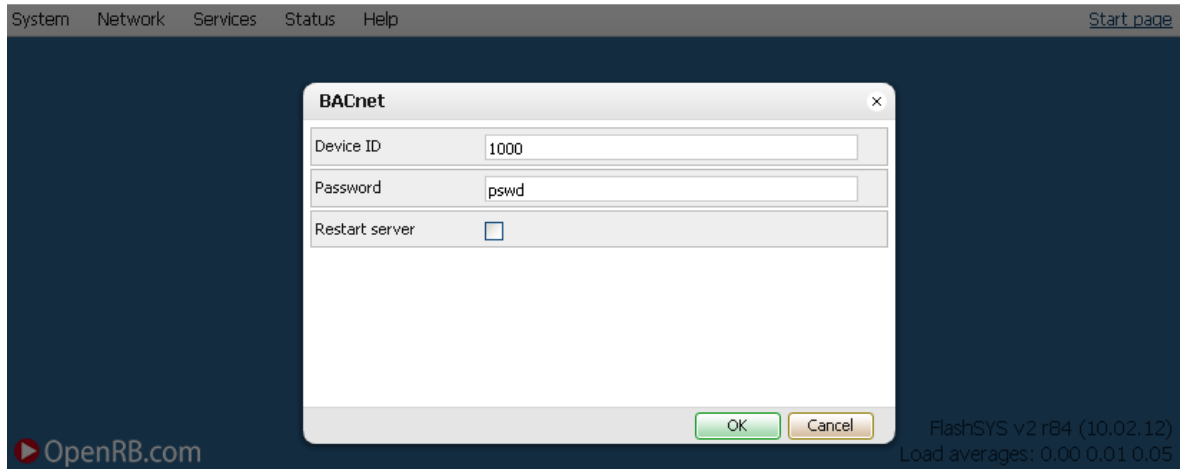 System Network Services Status Help Start page
BACnet
Device ID 1000
Password pswd
Restart server
OK Cancel
FlashSYS v2 r84 (10.02.12)
OpenRB.com Load averages: 0.00 0.01 0.05